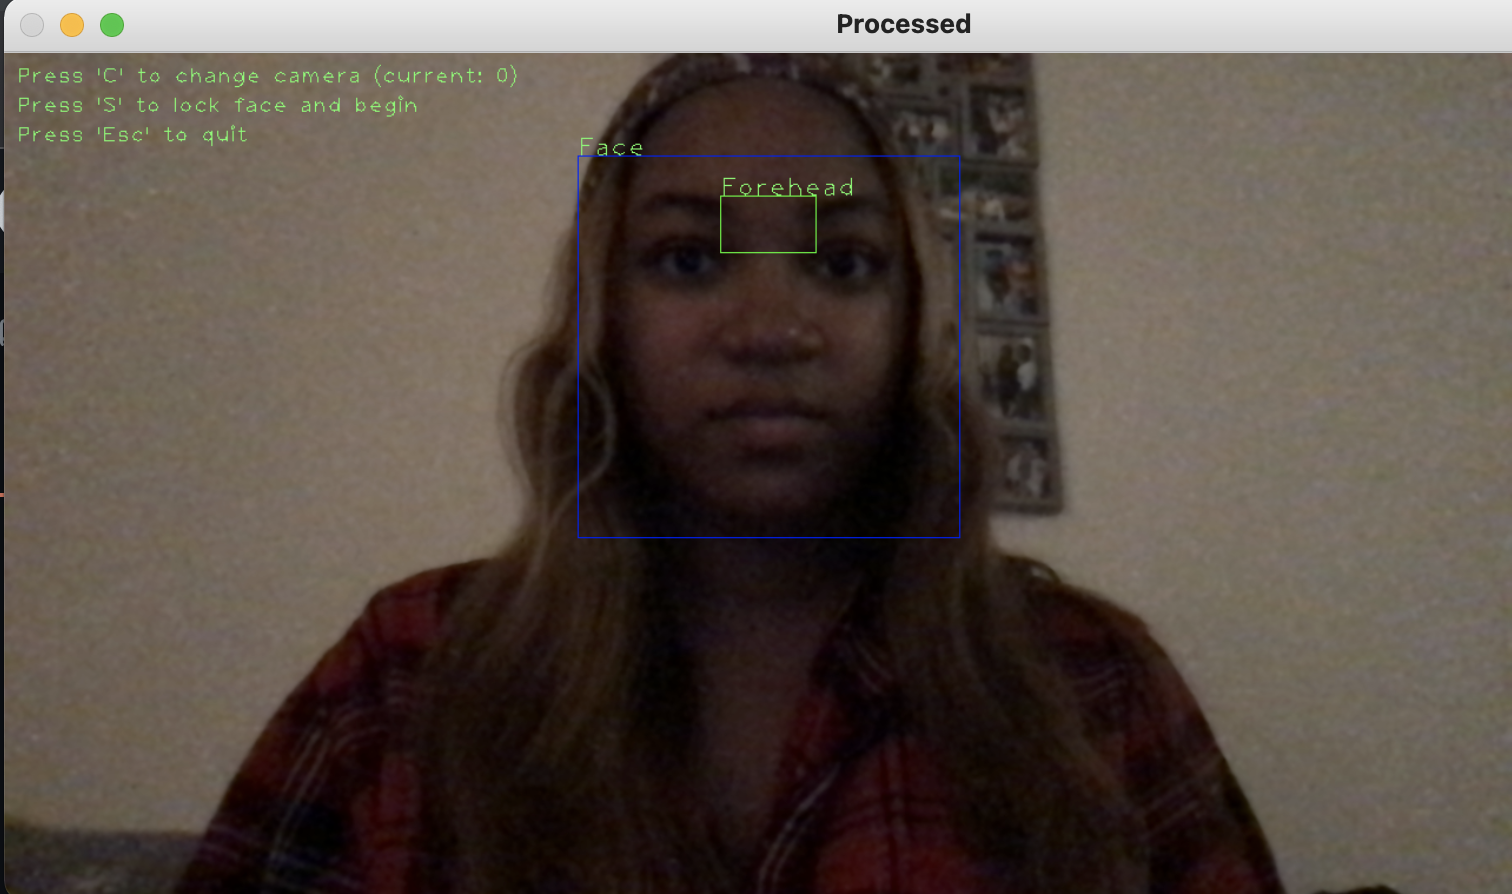 Processed
Press 'C' to change camera (current: 0)
Press 'S' to lock face and begin
Press 'Esc' to quit
Face
Forehead